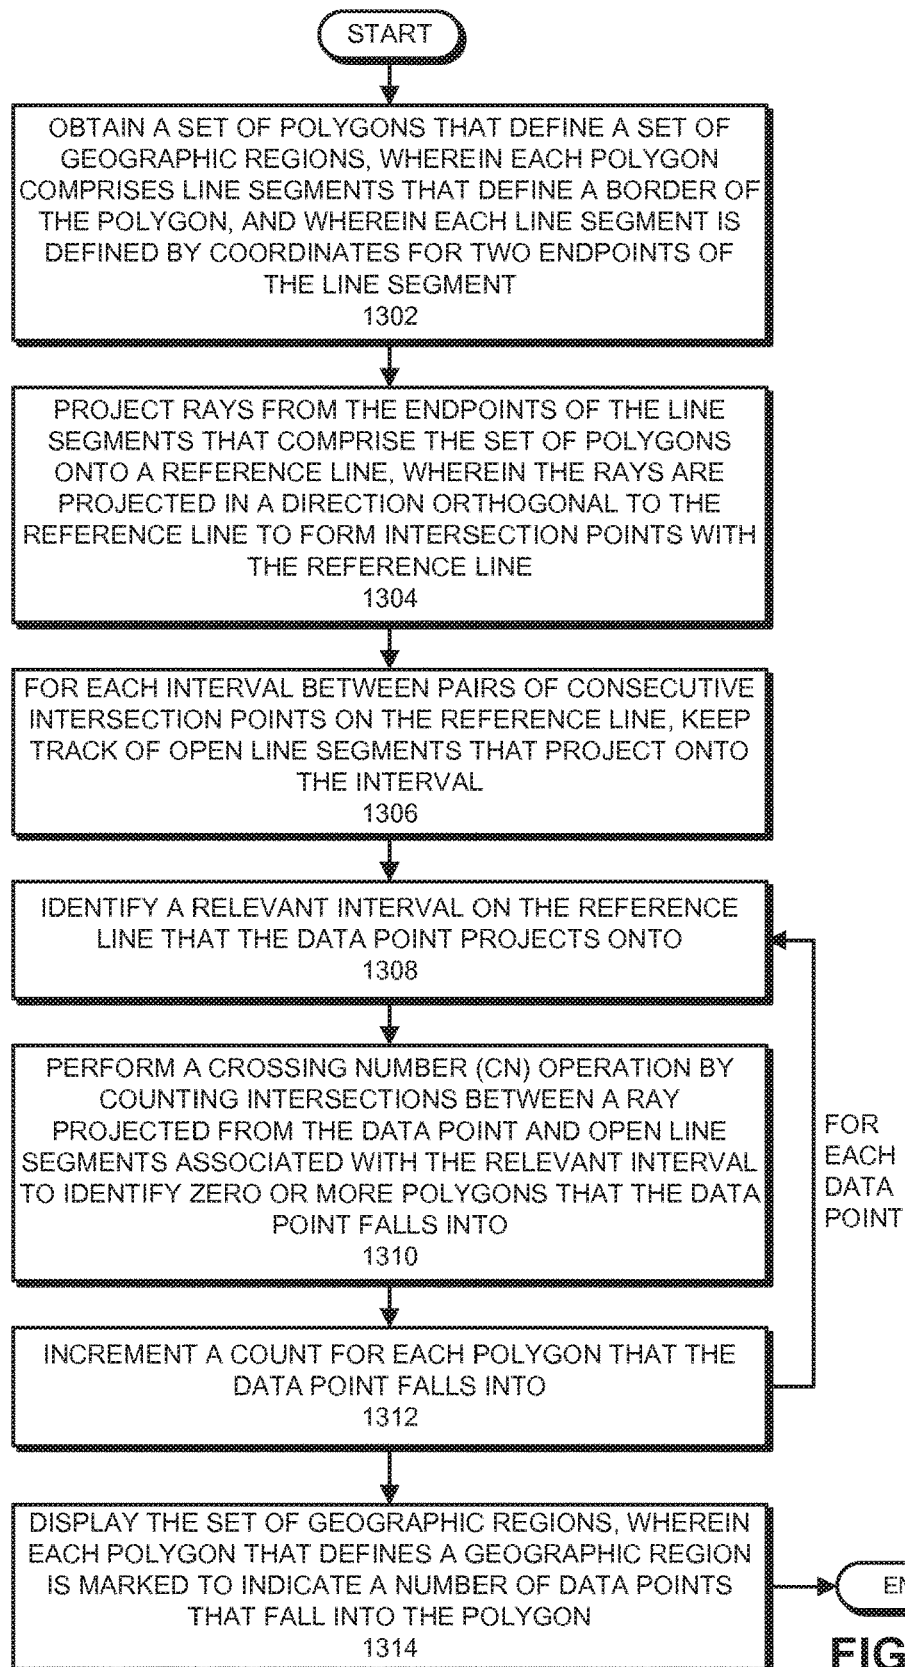 START
OBTAIN A SET OF POLYGONS THAT DEFINE A SET OF
GEOGRAPHIC REGIONS, WHEREIN EACH POLYGON
COMPRISES LINE SEGMENTS THAT DEFINE A BORDER OF
THE POLYGON, AND WHEREIN EACH LINE SEGMENT IS
DEFINED BY COORDINATES FOR TWO ENDPOINTS OF
THE LINE SEGMENT
1302
PROJECT RAYS FROM THE ENDPOINTS OF THE LINE
SEGMENTS THAT COMPRISE THE SET OF POLYGONS
ONTO A REFERENCE LINE, WHEREIN THE RAYS ARE
PROJECTED IN A DIRECTION ORTHOGONAL TO THE
REFERENCE LINE TO FORM INTERSECTION POINTS WITH
THE REFERENCE LINE
1304
FOR EACH INTERVAL BETWEEN PAIRS OF CONSECUTIVE
INTERSECTION POINTS ON THE REFERENCE LINE, KEEP
TRACK OF OPEN LINE SEGMENTS THAT PROJECT ONTO
THE INTERVAL
1306
IDENTIFY A RELEVANT INTERVAL ON THE REFERENCE
LINE THAT THE DATA POINT PROJECTS ONTO
1308
PERFORM A CROSSING NUMBER (CN) OPERATION BY
COUNTING INTERSECTIONS BETWEEN A RAY
PROJECTED FROM THE DATA POINT AND OPEN LINE
SEGMENTS ASSOCIATED WITH THE RELEVANT INTERVAL
TO IDENTIFY ZERO OR MORE POLYGONS THAT THE DATA
POINT FALLS INTO
1310
FOR
EACH
DATA
POINT
INCREMENT A COUNT FOR EACH POLYGON THAT THE
DATA POINT FALLS INTO
1312
DISPLAY THE SET OF GEOGRAPHIC REGIONS, WHEREIN
EACH POLYGON THAT DEFINES A GEOGRAPHIC REGION
IS MARKED TO INDICATE A NUMBER OF DATA POINTS
THAT FALL INTO THE POLYGON
1314
FIG